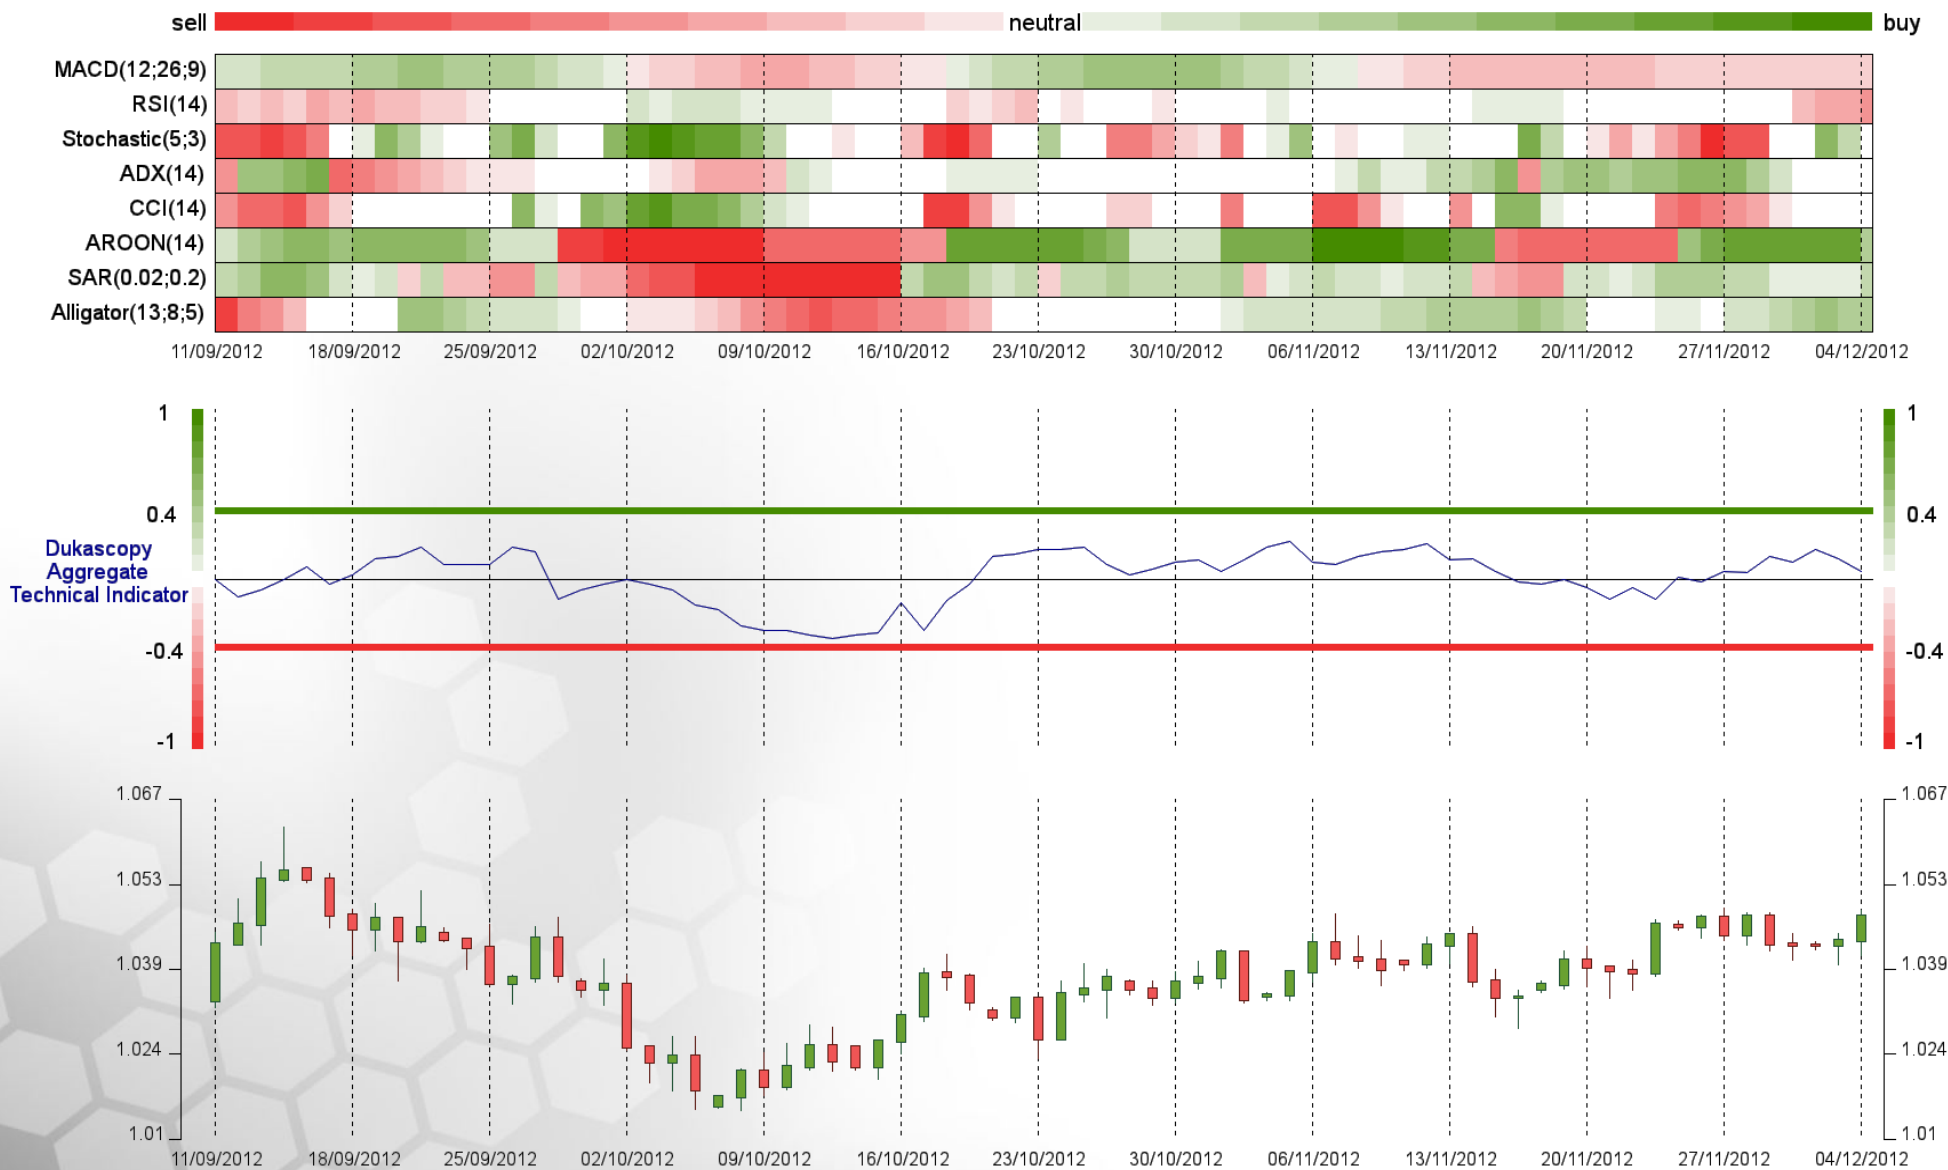 sell neutral buy
MACD(12;26;9)
RSI(14)
Stochastic(5;3)
ADX(14)
CCI(14)
AROON(14)
SAR(0.02;0.2)
Alligator(13;8;5)
11/09/2012 18/09/2012 25/09/2012 02/10/2012 09/10/2012 16/10/2012 23/10/2012 30/10/2012 06/11/2012 13/11/2012 20/11/2012 27/11/2012 04/12/2012
1 1
0.4 0.4
Dukascopy
Aggregate
Technical Indicator
-0.4 -0.4
-1 -1
1.067 1.067
1.053 1.053
1.039 1.039
1.024 1.024
1.01 1.01
11/09/2012 18/09/2012 25/09/2012 02/10/2012 09/10/2012 16/10/2012 23/10/2012 30/10/2012 06/11/2012 13/11/2012 20/11/2012 27/11/2012 04/12/2012